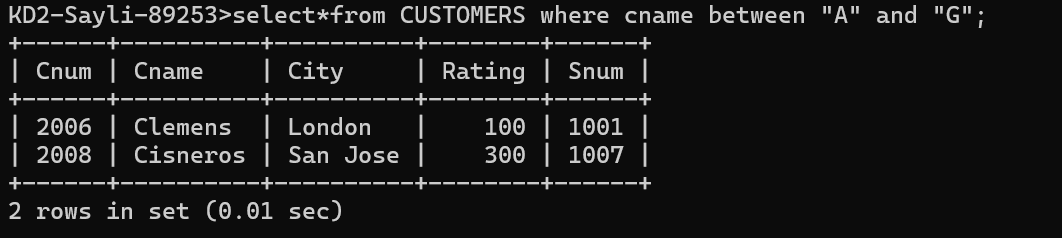 KD2-Sayli-89253>select*from CUSTOMERS where cname between "A" and "G";
+------+----------+----------+--------+------+
| Cnum | Cname    | City     | Rating | Snum |
+------+----------+----------+--------+------+
| 2006 | Clemens  | London   |    100 | 1001 |
| 2008 | Cisneros | San Jose |    300 | 1007 |
+------+----------+----------+--------+------+
2 rows in set (0.01 sec)